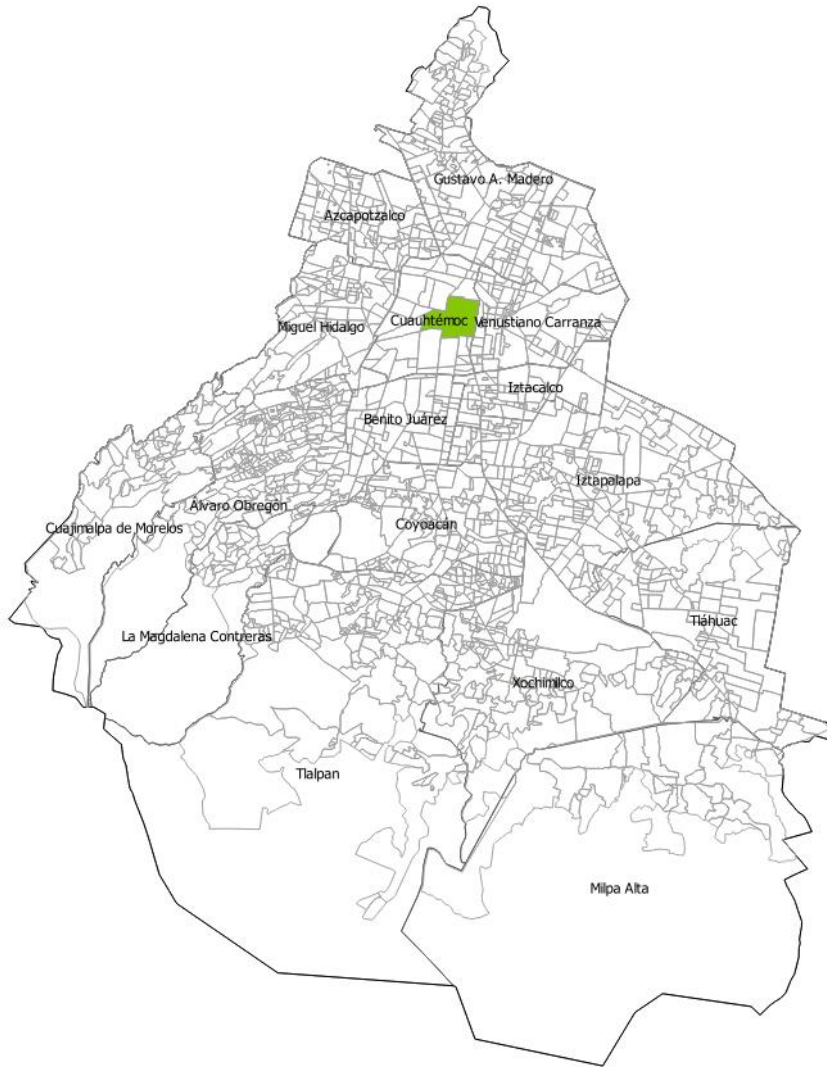 Gustavo A. Madero
Azcapotzalco
Miguel Hidalgo
Cuauhtémoc
Venustiano Carranza
Iztacalco
Benito Juárez
Iztapalapa
Álvaro Obregón
Coyoacán
Cuajimalpa de Morelos
Tláhuac
La Magdalena Contreras
Xochimilco
Tlalpan
Milpa Alta